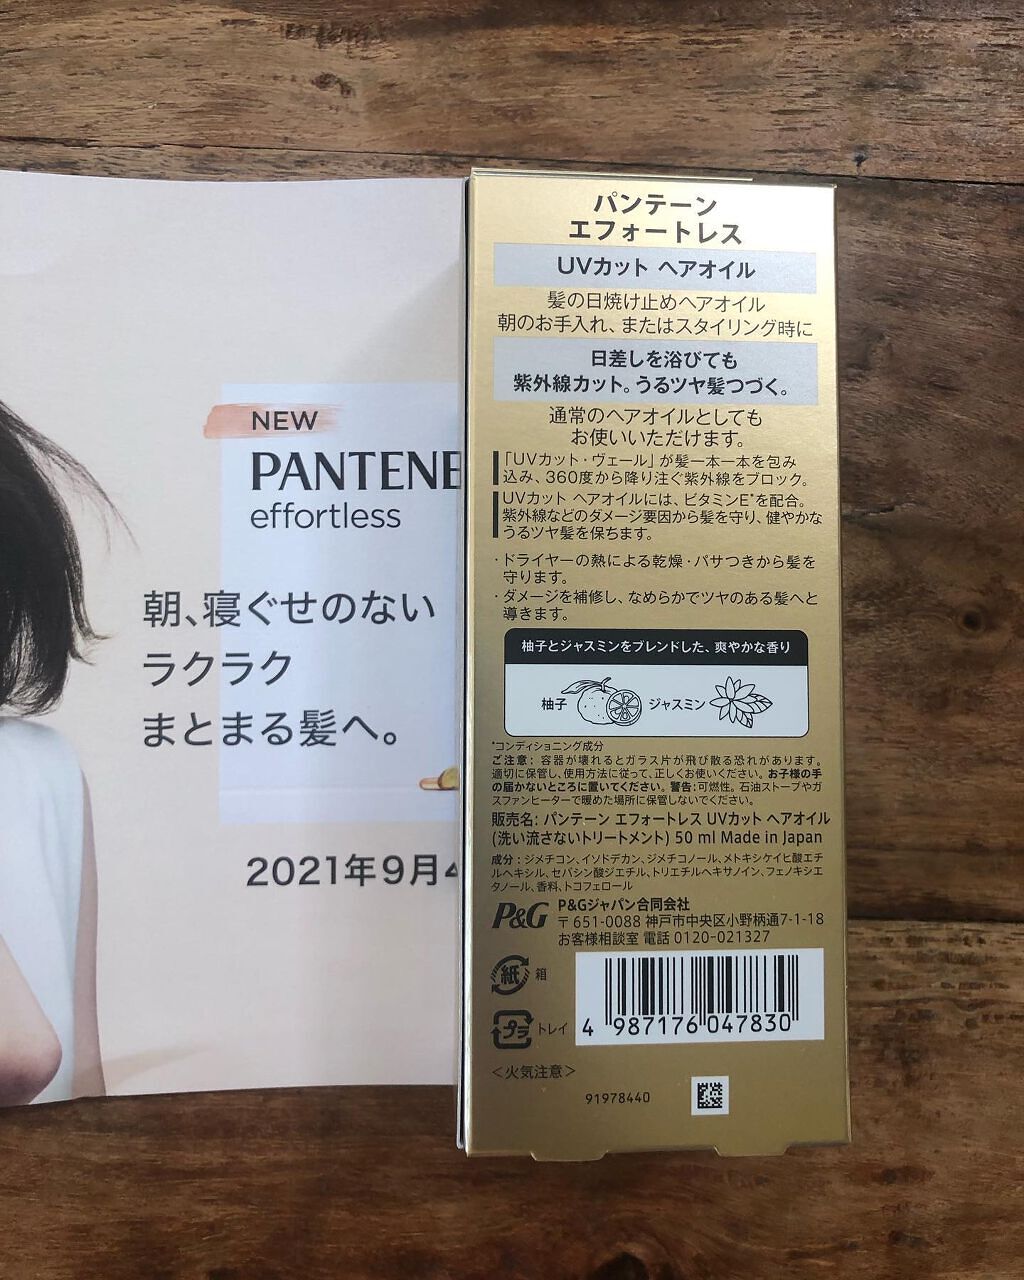 NEW
PANTENE
effortless
朝、寝ぐせのない
ラクラク
まとまる髪へ。
2021年9月
パンテーン
エフォートレス
UVカット ヘアオイル
髪の日焼け止めヘアオイル
朝のお手入れ、またはスタイリング時に
日差しを浴びても
紫外線カット。うるツヤ髪つづく。
通常のヘアオイルとしても
お使いいただけます。
「UVカット・ヴェール」が髪一本一本を包み
込み、360度から降り注ぐ紫外線をブロック。
UVカット ヘアオイルには、ビタミンE*を配合。
紫外線などのダメージ要因から髪を守り、健やかな
うるツヤ髪を保ちます。
・ドライヤーの熱による乾燥・パサつきから髪を
守ります。
・ダメージを補修し、なめらかでツヤのある髪へと
導きます。
柚子とジャスミンをブレンドした、爽やかな香り
柚子 ジャスミン
*コンディショニング成分
ご注意：容器が壊れるとガラス片が飛び散る恐れがあります。
適切に保管し、使用方法に従って、正しくお使いください。お子様の手
の届かないところに置いてください。警告：可燃性。石油ストーブやガ
スファンヒーターで暖めた場所に保管しないでください。
販売名：パンテーン エフォートレス UVカット ヘアオイル
(洗い流さないトリートメント) 50 ml Made in Japan
成分：ジメチコン、イソドデカン、ジメチコノール、メトキシケイヒ酸エチ
ルヘキシル、セバシン酸ジエチル、トリエチルヘキサノイン、フェノキシエ
タノール、香料、トコフェロール
P&G P&Gジャパン合同会社
〒651-0088 神戸市中央区小野柄通7-1-18
お客様相談室 電話 0120-021327
紙 箱
プラ トレイ
4 987176 047830
＜火気注意＞
91978440